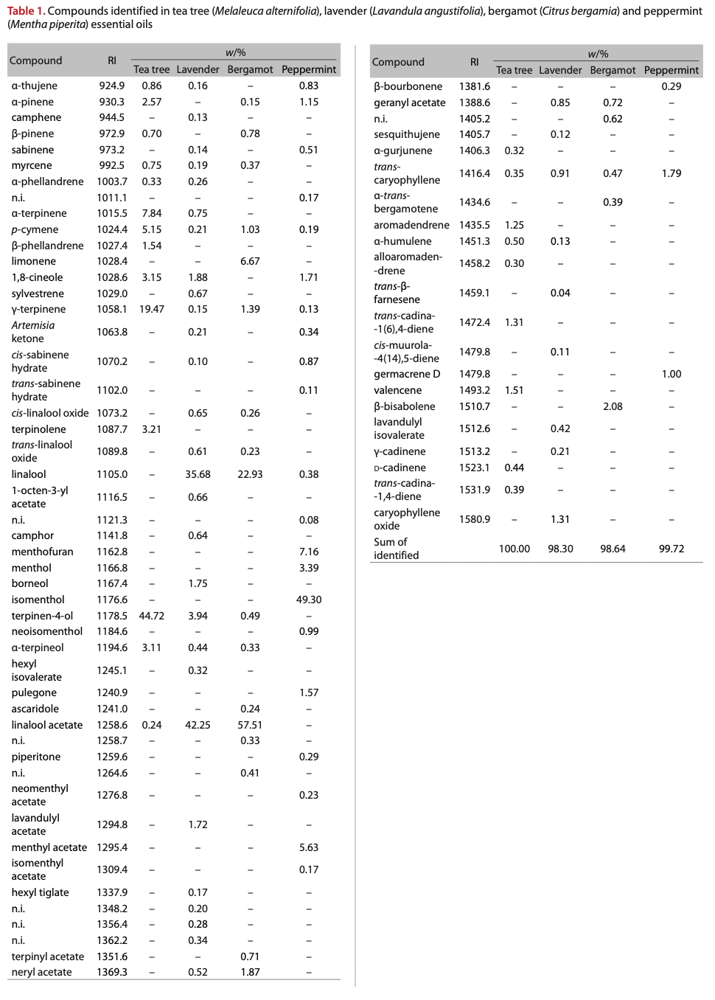 Table 1. Compounds identified in tea tree (Melaleuca alternifolia), lavender (Lavandula angustifolia), bergamot (Citrus bergamia) and peppermint
(Mentha piperita) essential oils
Compound RI w/%
Tea tree Lavender Bergamot Peppermint
α-thujene 924.9 0.86 0.16 – 0.83
α-pinene 930.3 2.57 – 0.15 1.15
camphene 944.5 – 0.13 – –
β-pinene 972.9 0.70 – 0.78 –
sabinene 973.2 – 0.14 – 0.51
myrcene 992.5 0.75 0.19 0.37 –
α-phellandrene 1003.7 0.33 0.26 – –
n.i. 1011.1 – – – 0.17
α-terpinene 1015.5 7.84 0.75 – –
p-cymene 1024.4 5.15 0.21 1.03 0.19
β-phellandrene 1027.4 1.54 – – –
limonene 1028.4 – – 6.67 –
1,8-cineole 1028.6 3.15 1.88 – 1.71
sylvestrene 1029.0 – 0.67 – –
γ-terpinene 1058.1 19.47 0.15 1.39 0.13
Artemisia
ketone 1063.8 – 0.21 – 0.34
cis-sabinene
hydrate 1070.2 – 0.10 – 0.87
trans-sabinene
hydrate 1102.0 – – – 0.11
cis-linalool oxide 1073.2 – 0.65 0.26 –
terpinolene 1087.7 3.21 – – –
trans-linalool
oxide 1089.8 – 0.61 0.23 –
linalool 1105.0 – 35.68 22.93 0.38
1-octen-3-yl
acetate 1116.5 – 0.66 – –
n.i. 1121.3 – – – 0.08
camphor 1141.8 – 0.64 – –
menthofuran 1162.8 – – – 7.16
menthol 1166.8 – – – 3.39
borneol 1167.4 – 1.75 – –
isomenthol 1176.6 – – – 49.30
terpinen-4-ol 1178.5 44.72 3.94 0.49 –
neoisomenthol 1184.6 – – – 0.99
α-terpineol 1194.6 3.11 0.44 0.33 –
hexyl
isovalerate 1245.1 – 0.32 – –
pulegone 1240.9 – – – 1.57
ascaridole 1241.0 – – 0.24 –
linalool acetate 1258.6 0.24 42.25 57.51 –
n.i. 1258.7 – – 0.33 –
piperitone 1259.6 – – – 0.29
n.i. 1264.6 – – 0.41 –
neomenthyl
acetate 1276.8 – – – 0.23
lavandulyl
acetate 1294.8 – 1.72 – –
menthyl acetate 1295.4 – – – 5.63
isomenthyl
acetate 1309.4 – – – 0.17
hexyl tiglate 1337.9 – 0.17 – –
n.i. 1348.2 – 0.20 – –
n.i. 1356.4 – 0.28 – –
n.i. 1362.2 – 0.34 – –
terpinyl acetate 1351.6 – – 0.71 –
neryl acetate 1369.3 – 0.52 1.87 –
Compound RI w/%
Tea tree Lavender Bergamot Peppermint
β-bourbonene 1381.6 – – – 0.29
geranyl acetate 1388.6 – 0.85 0.72 –
n.i. 1405.2 – – 0.62 –
sesquithujene 1405.7 – 0.12 – –
α-gurjunene 1406.3 0.32 – – –
trans-
caryophyllene 1416.4 0.35 0.91 0.47 1.79
α-trans-
bergamotene 1434.6 – – 0.39 –
aromadendrene 1435.5 1.25 – – –
α-humulene 1451.3 0.50 0.13 – –
alloaromaden-
-drene 1458.2 0.30 – – –
trans-β-
farnesene 1459.1 – 0.04 – –
trans-cadina-
-1(6),4-diene 1472.4 1.31 – – –
cis-muurola-
-4(14),5-diene 1479.8 – 0.11 – –
germacrene D 1479.8 – – – 1.00
valencene 1493.2 1.51 – – –
β-bisabolene 1510.7 – – 2.08 –
lavandulyl
isovalerate 1512.6 – 0.42 – –
γ-cadinene 1513.2 – 0.21 – –
D-cadinene 1523.1 0.44 – – –
trans-cadina-
-1,4-diene 1531.9 0.39 – – –
caryophyllene
oxide 1580.9 – 1.31 – –
Sum of
identified 100.00 98.30 98.64 99.72